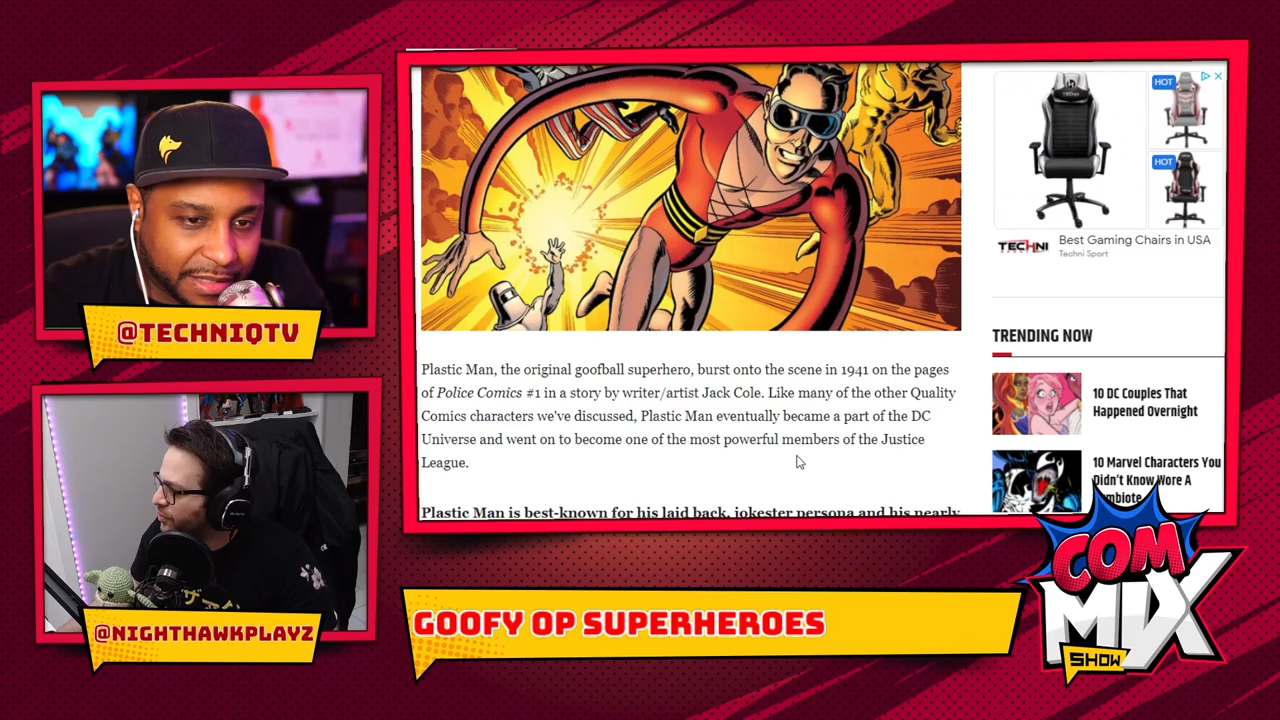 @TECHNIQTV
@NIGHTHAWKPLAYZ
Plastic Man, the original goofball superhero, burst onto the scene in 1941 on the pages
of Police Comics #1 in a story by writer/artist Jack Cole. Like many of the other Quality
Comics characters we've discussed, Plastic Man eventually became a part of the DC
Universe and went on to become one of the most powerful members of the Justice
League.
Plastic Man is best-known for his laid back, jokester persona and his nearly
HOT
HOT
TECHNI
Best Gaming Chairs in USA
Techni Sport
TRENDING NOW
10 DC Couples That
Happened Overnight
10 Marvel Characters You
Didn't Know Wore A
GOOFY OP SUPERHEROES
COM
MIX
SHOW